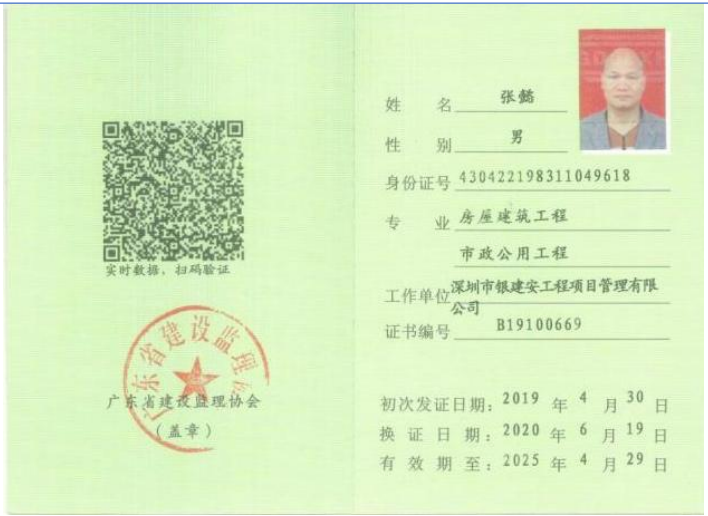 实时数据，扫码验证
广东省建设监理协
广东省建设监理协会
（盖章）
姓 名 张懿
性 别 男
身份证号 430422198311049618
专 业 房屋建筑工程
市政公用工程
工作单位 深圳市银建安工程项目管理有限
公司
证书编号 B19100669
初次发证日期：2019 年 4 月 30 日
换证日期：2020 年 6 月 19 日
有效期至：2025 年 4 月 29 日